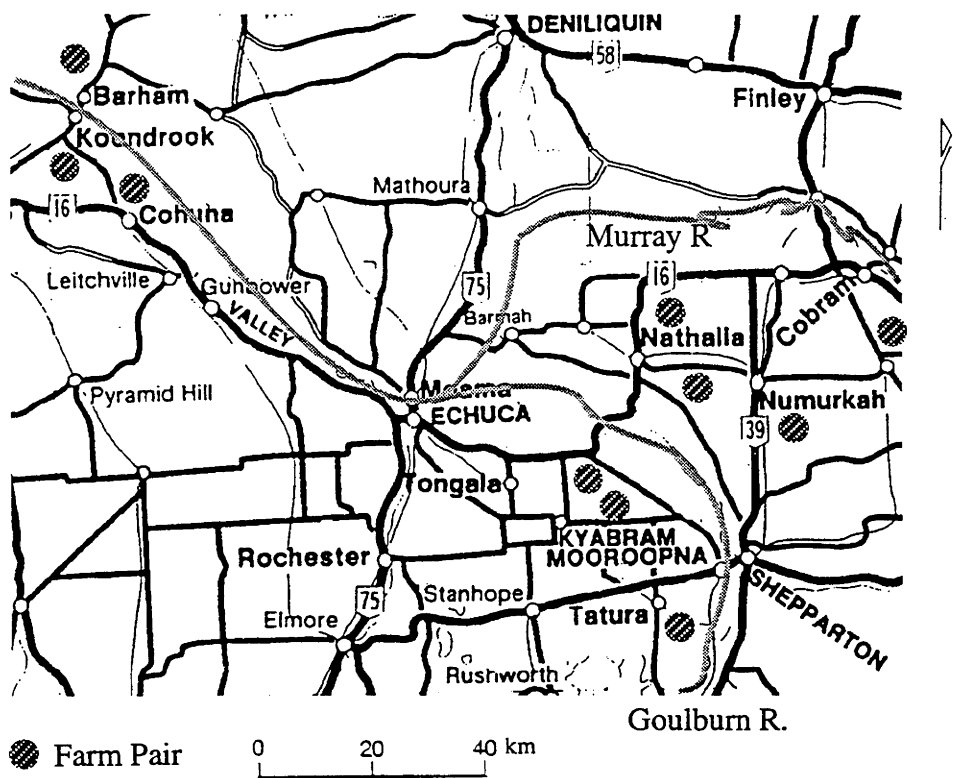 DENILIQUIN
58
Barham
Finley
Koondrook
Mathoura
16
Cohuna
Murray R
Leitchville
75
16
Gunbower
VALLEY
Barmah
Cobram
Nathalia
Pyramid Hill
Moama
Numurkah
ECHUCA
39
Tongala
KYABRAM
Rochester
MOOROOPNA
SHEPPARTON
75
Stanhope
Elmore
Tatura
Rushworth
Goulburn R.
Farm Pair
0 20 40 km